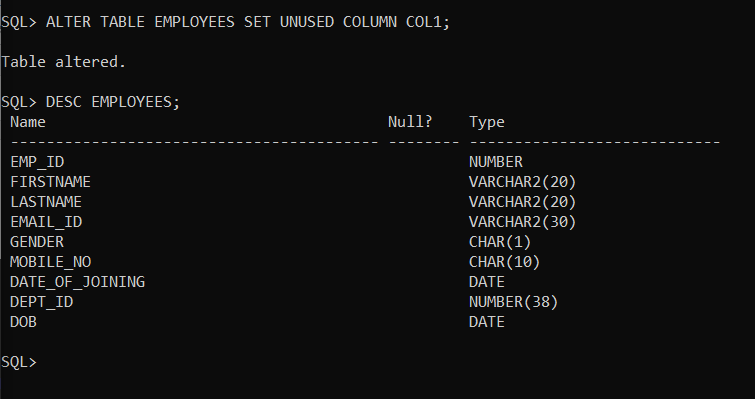 SQL> ALTER TABLE EMPLOYEES SET UNUSED COLUMN COL1;
Table altered.
SQL> DESC EMPLOYEES;
Name Null? Type
----------------------------------------- -------- ----------------------------
EMP_ID NUMBER
FIRSTNAME VARCHAR2(20)
LASTNAME VARCHAR2(20)
EMAIL_ID VARCHAR2(30)
GENDER CHAR(1)
MOBILE_NO CHAR(10)
DATE_OF_JOINING DATE
DEPT_ID NUMBER(38)
DOB DATE
SQL>